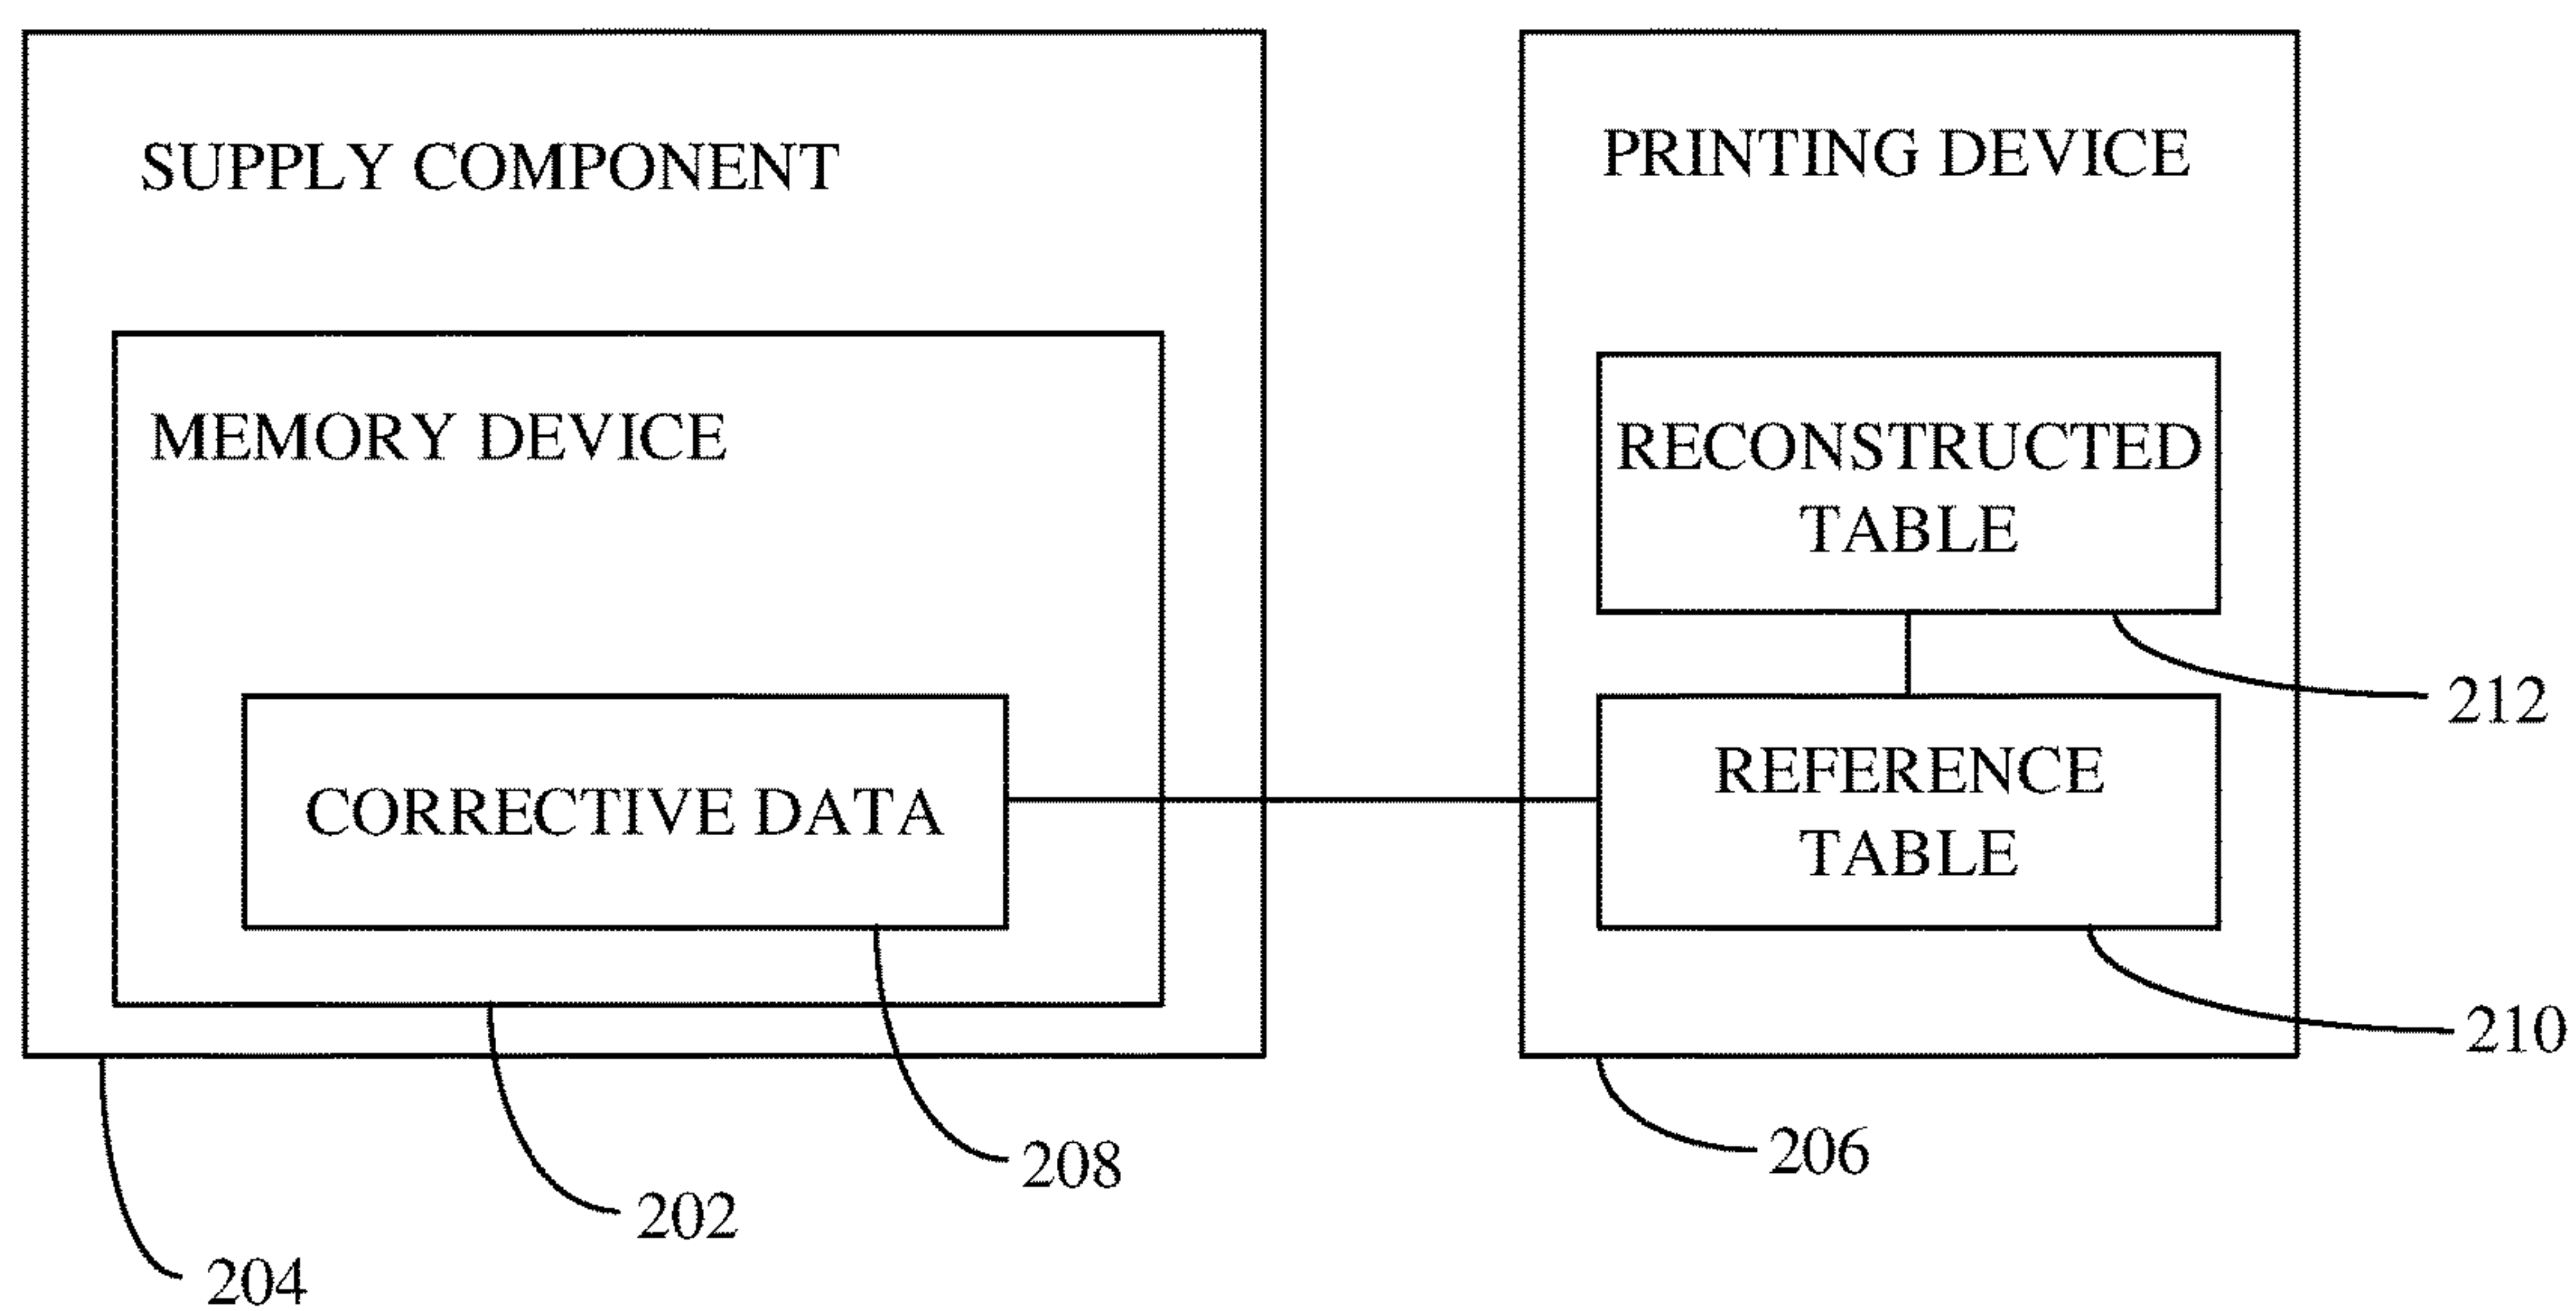 SUPPLY COMPONENT
MEMORY DEVICE
CORRECTIVE DATA
208
202
204
PRINTING DEVICE
RECONSTRUCTED
TABLE
212
REFERENCE
TABLE
210
206